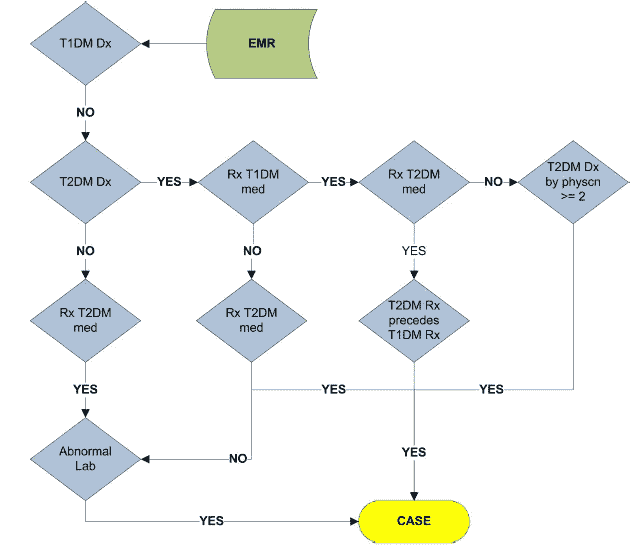 T1DM Dx
EMR
NO
T2DM Dx
YES
Rx T1DM
med
YES
Rx T2DM
med
NO
T2DM Dx
by physcn
>= 2
NO
NO
YES
Rx T2DM
med
Rx T2DM
med
T2DM Rx
precedes
T1DM Rx
YES
YES
YES
Abnormal
Lab
NO
YES
YES
CASE